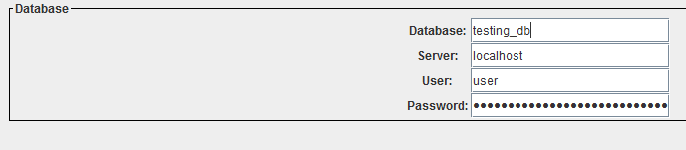 Database
Database: testing_db
Server: localhost
User: user
Password: ••••••••••••••••••••••••••••